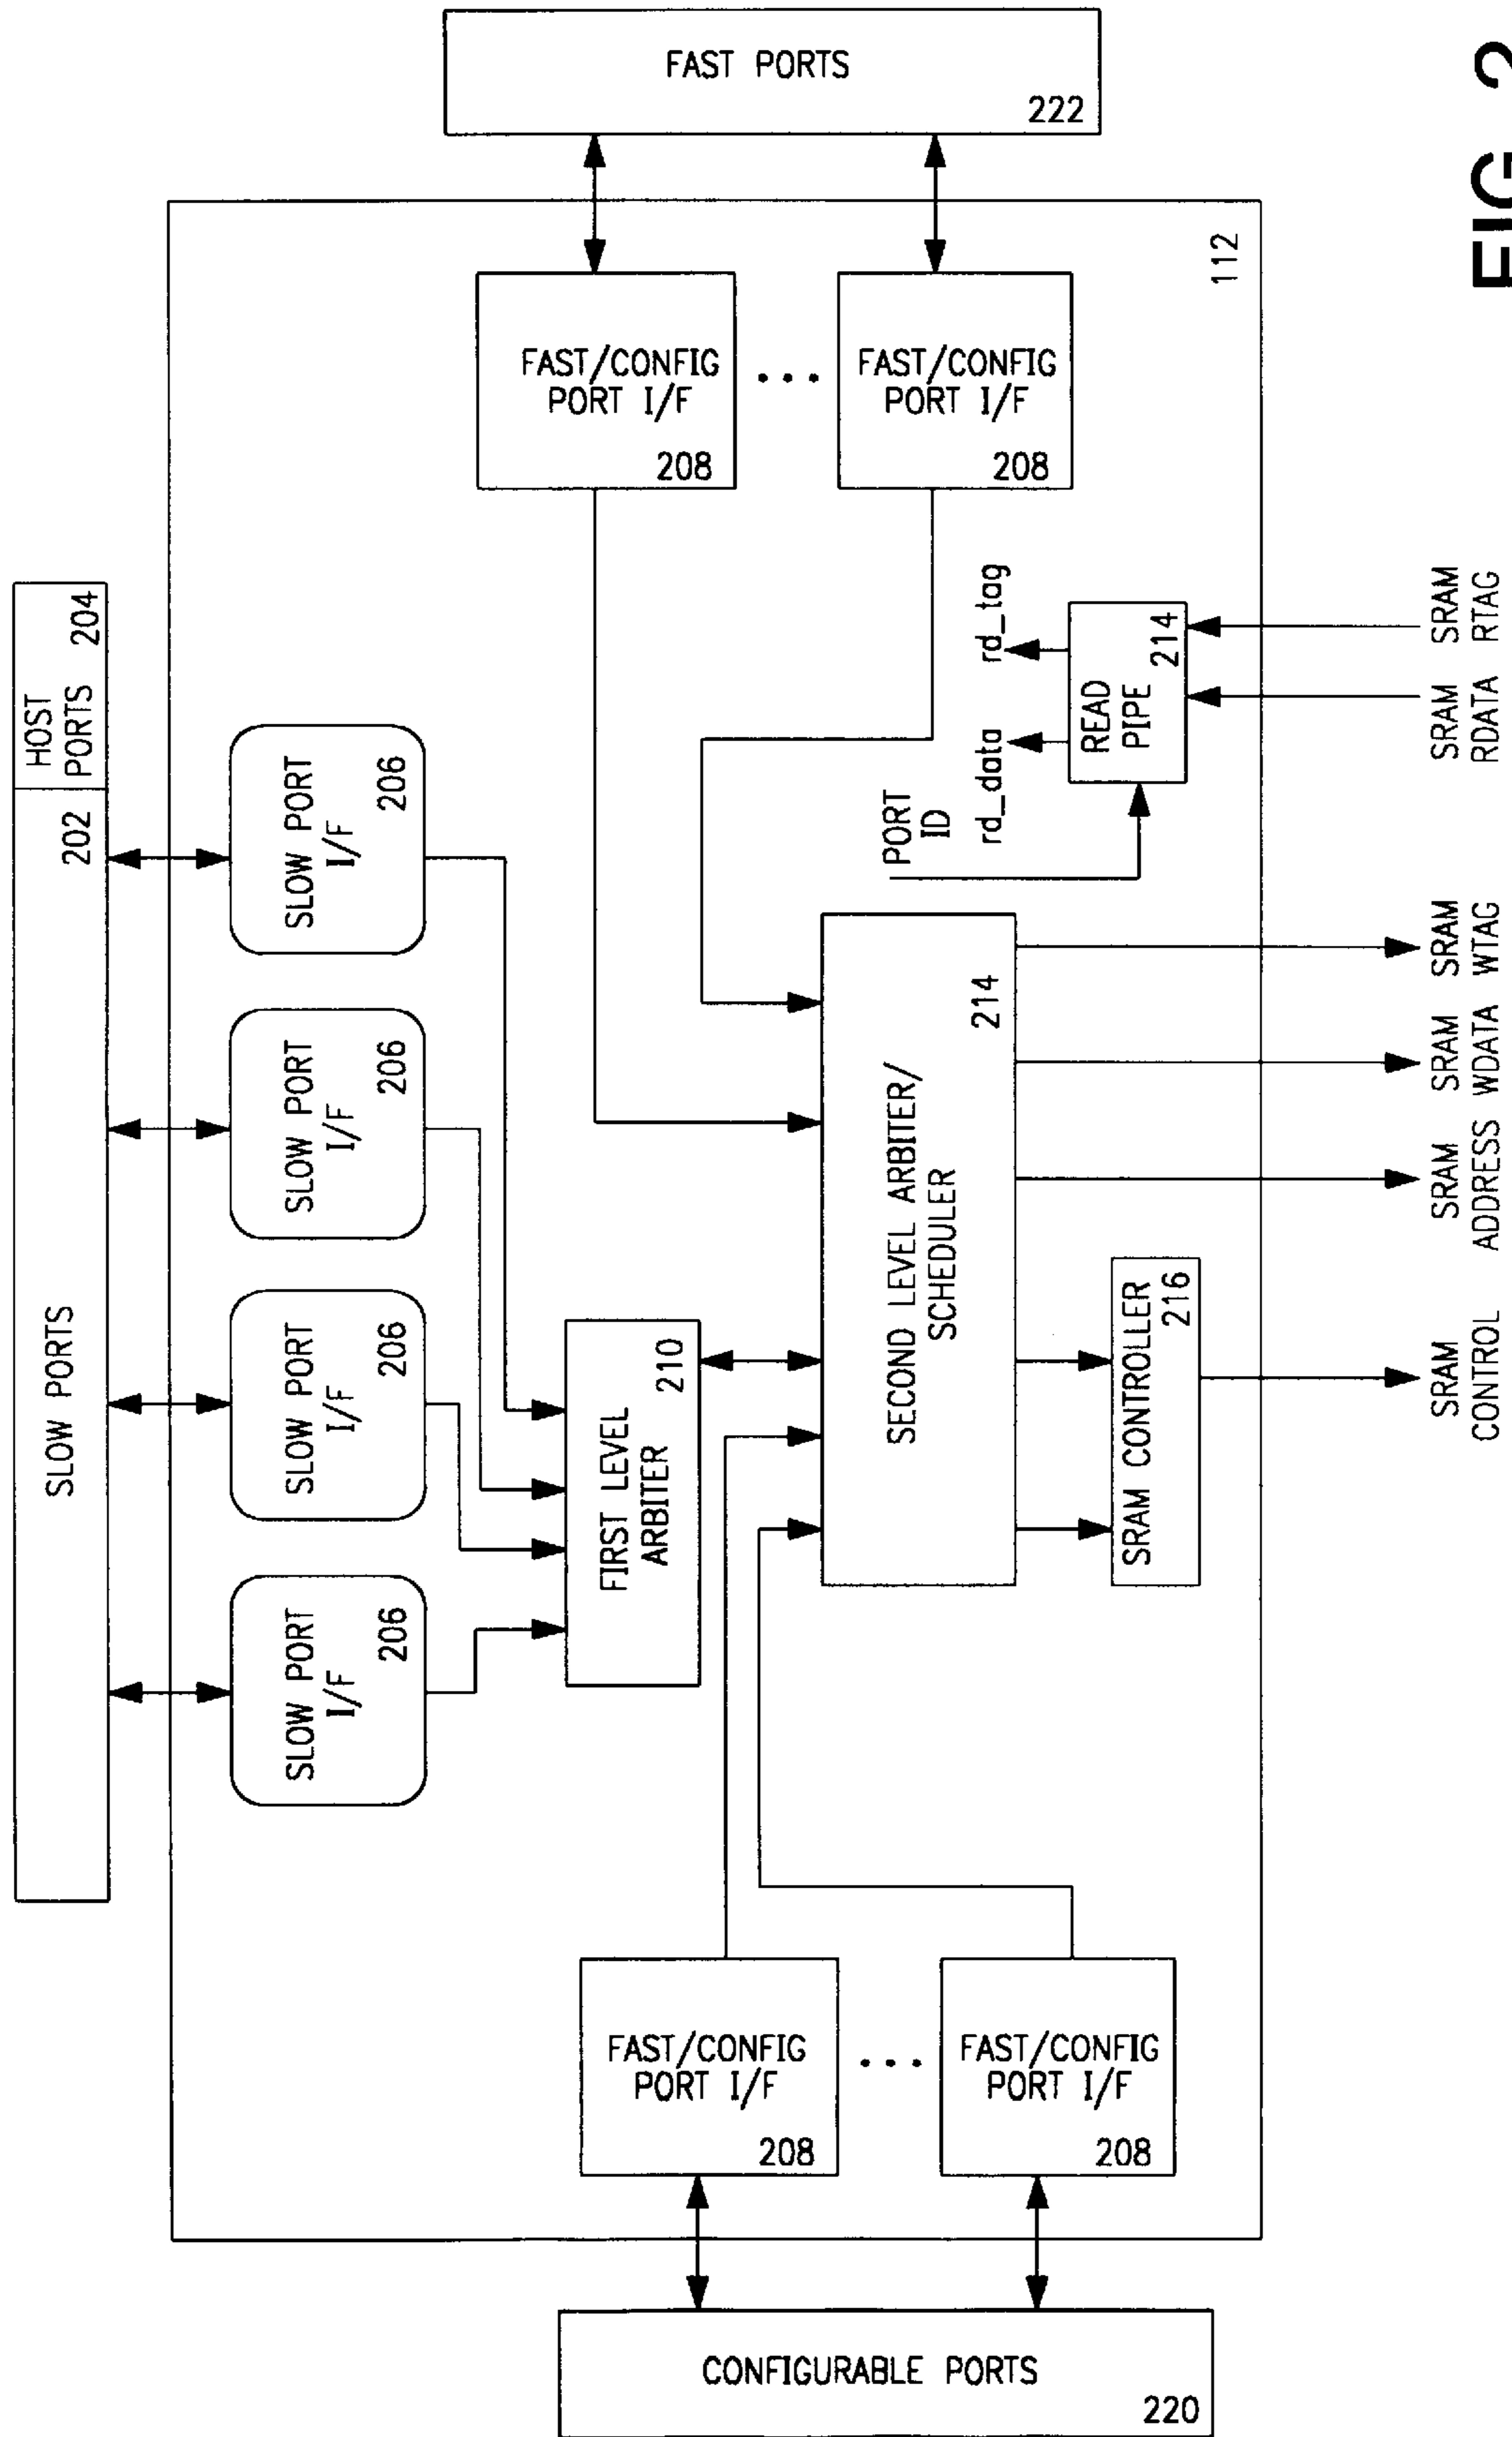 FAST PORTS
222
HOST
PORTS 204
SLOW PORTS
202
SLOW PORT
I/F
206
SLOW PORT
I/F
206
SLOW PORT
I/F
206
SLOW PORT
I/F
206
112
FAST/CONFIG
PORT I/F
208
...
FAST/CONFIG
PORT I/F
208
FIRST LEVEL
ARBITER
210
SECOND LEVEL ARBITER/
SCHEDULER
214
PORT
ID
rd_data
rd_tag
READ
PIPE
214
SRAM CONTROLLER
216
FAST/CONFIG
PORT I/F
208
...
FAST/CONFIG
PORT I/F
208
CONFIGURABLE PORTS
220
SRAM
CONTROL
SRAM
ADDRESS
SRAM
WDATA
SRAM
WTAG
SRAM
RDATA
SRAM
RTAG
FIG. 2